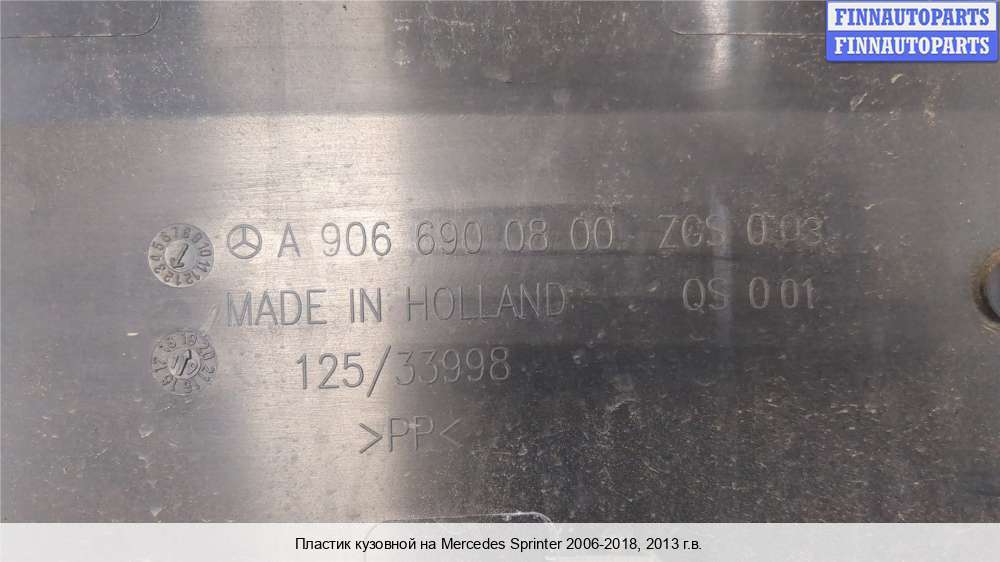 FINNAUTOPARTS
FINNAUTOPARTS
A 906 690 08 00 ZGS 003
MADE IN HOLLAND QS 001
125/33998
>PP<
Пластик кузовной на Mercedes Sprinter 2006-2018, 2013 г.в.